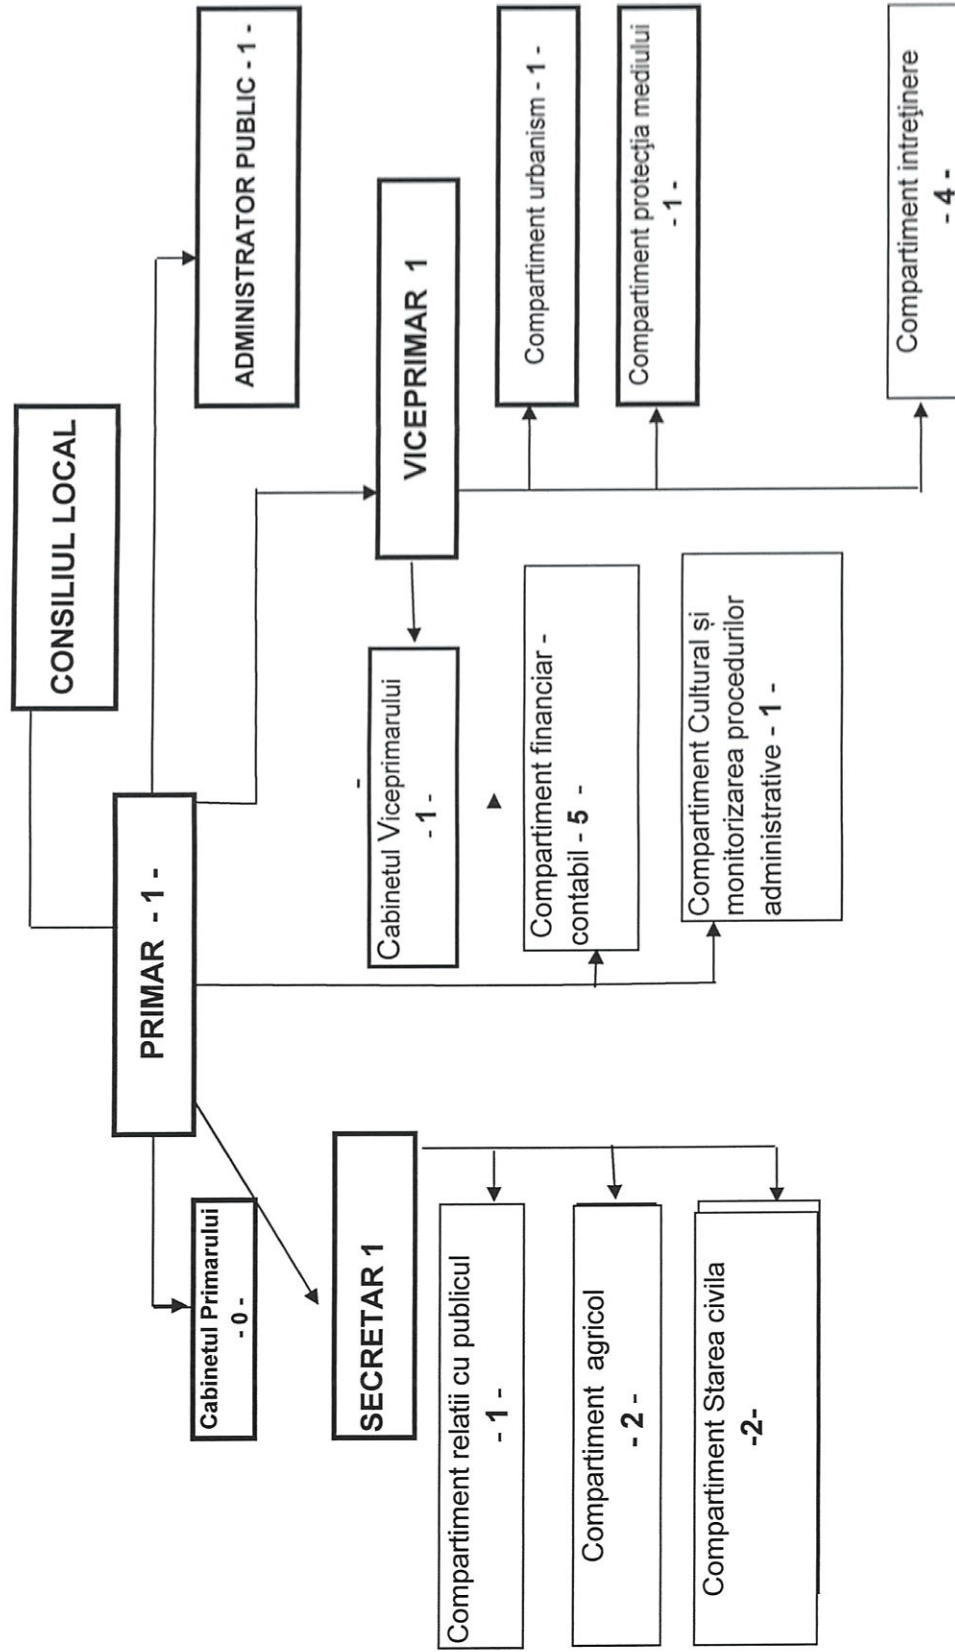 CONSILIUL LOCAL
PRIMAR - 1 -
ADMINISTRATOR PUBLIC - 1 -
Cabinetul Primarului
- 0 -
SECRETAR 1
VICEPRIMAR 1
Cabinetul Viceprimarului
- 1 -
-
Compartiment relatii cu publicul
- 1 -
Compartiment agricol
- 2 -
Compartiment Starea civila
-2-
Compartiment financiar -
contabil - 5 -
Compartiment Cultural și
monitorizarea procedurilor
administrative - 1 -
Compartiment urbanism - 1 -
Compartiment protecția mediului
- 1 -
Compartiment intreţinere
- 4 -